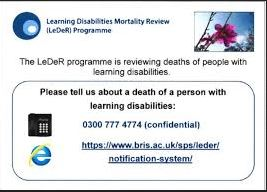 Learning Disabilities Mortality Review
(LeDeR) Programme
The LeDeR programme is reviewing deaths of people with
learning disabilities.
Please tell us about a death of a person with
learning disabilities:
0300 777 4774 (confidential)
https://www.bris.ac.uk/sps/leder/
notification-system/